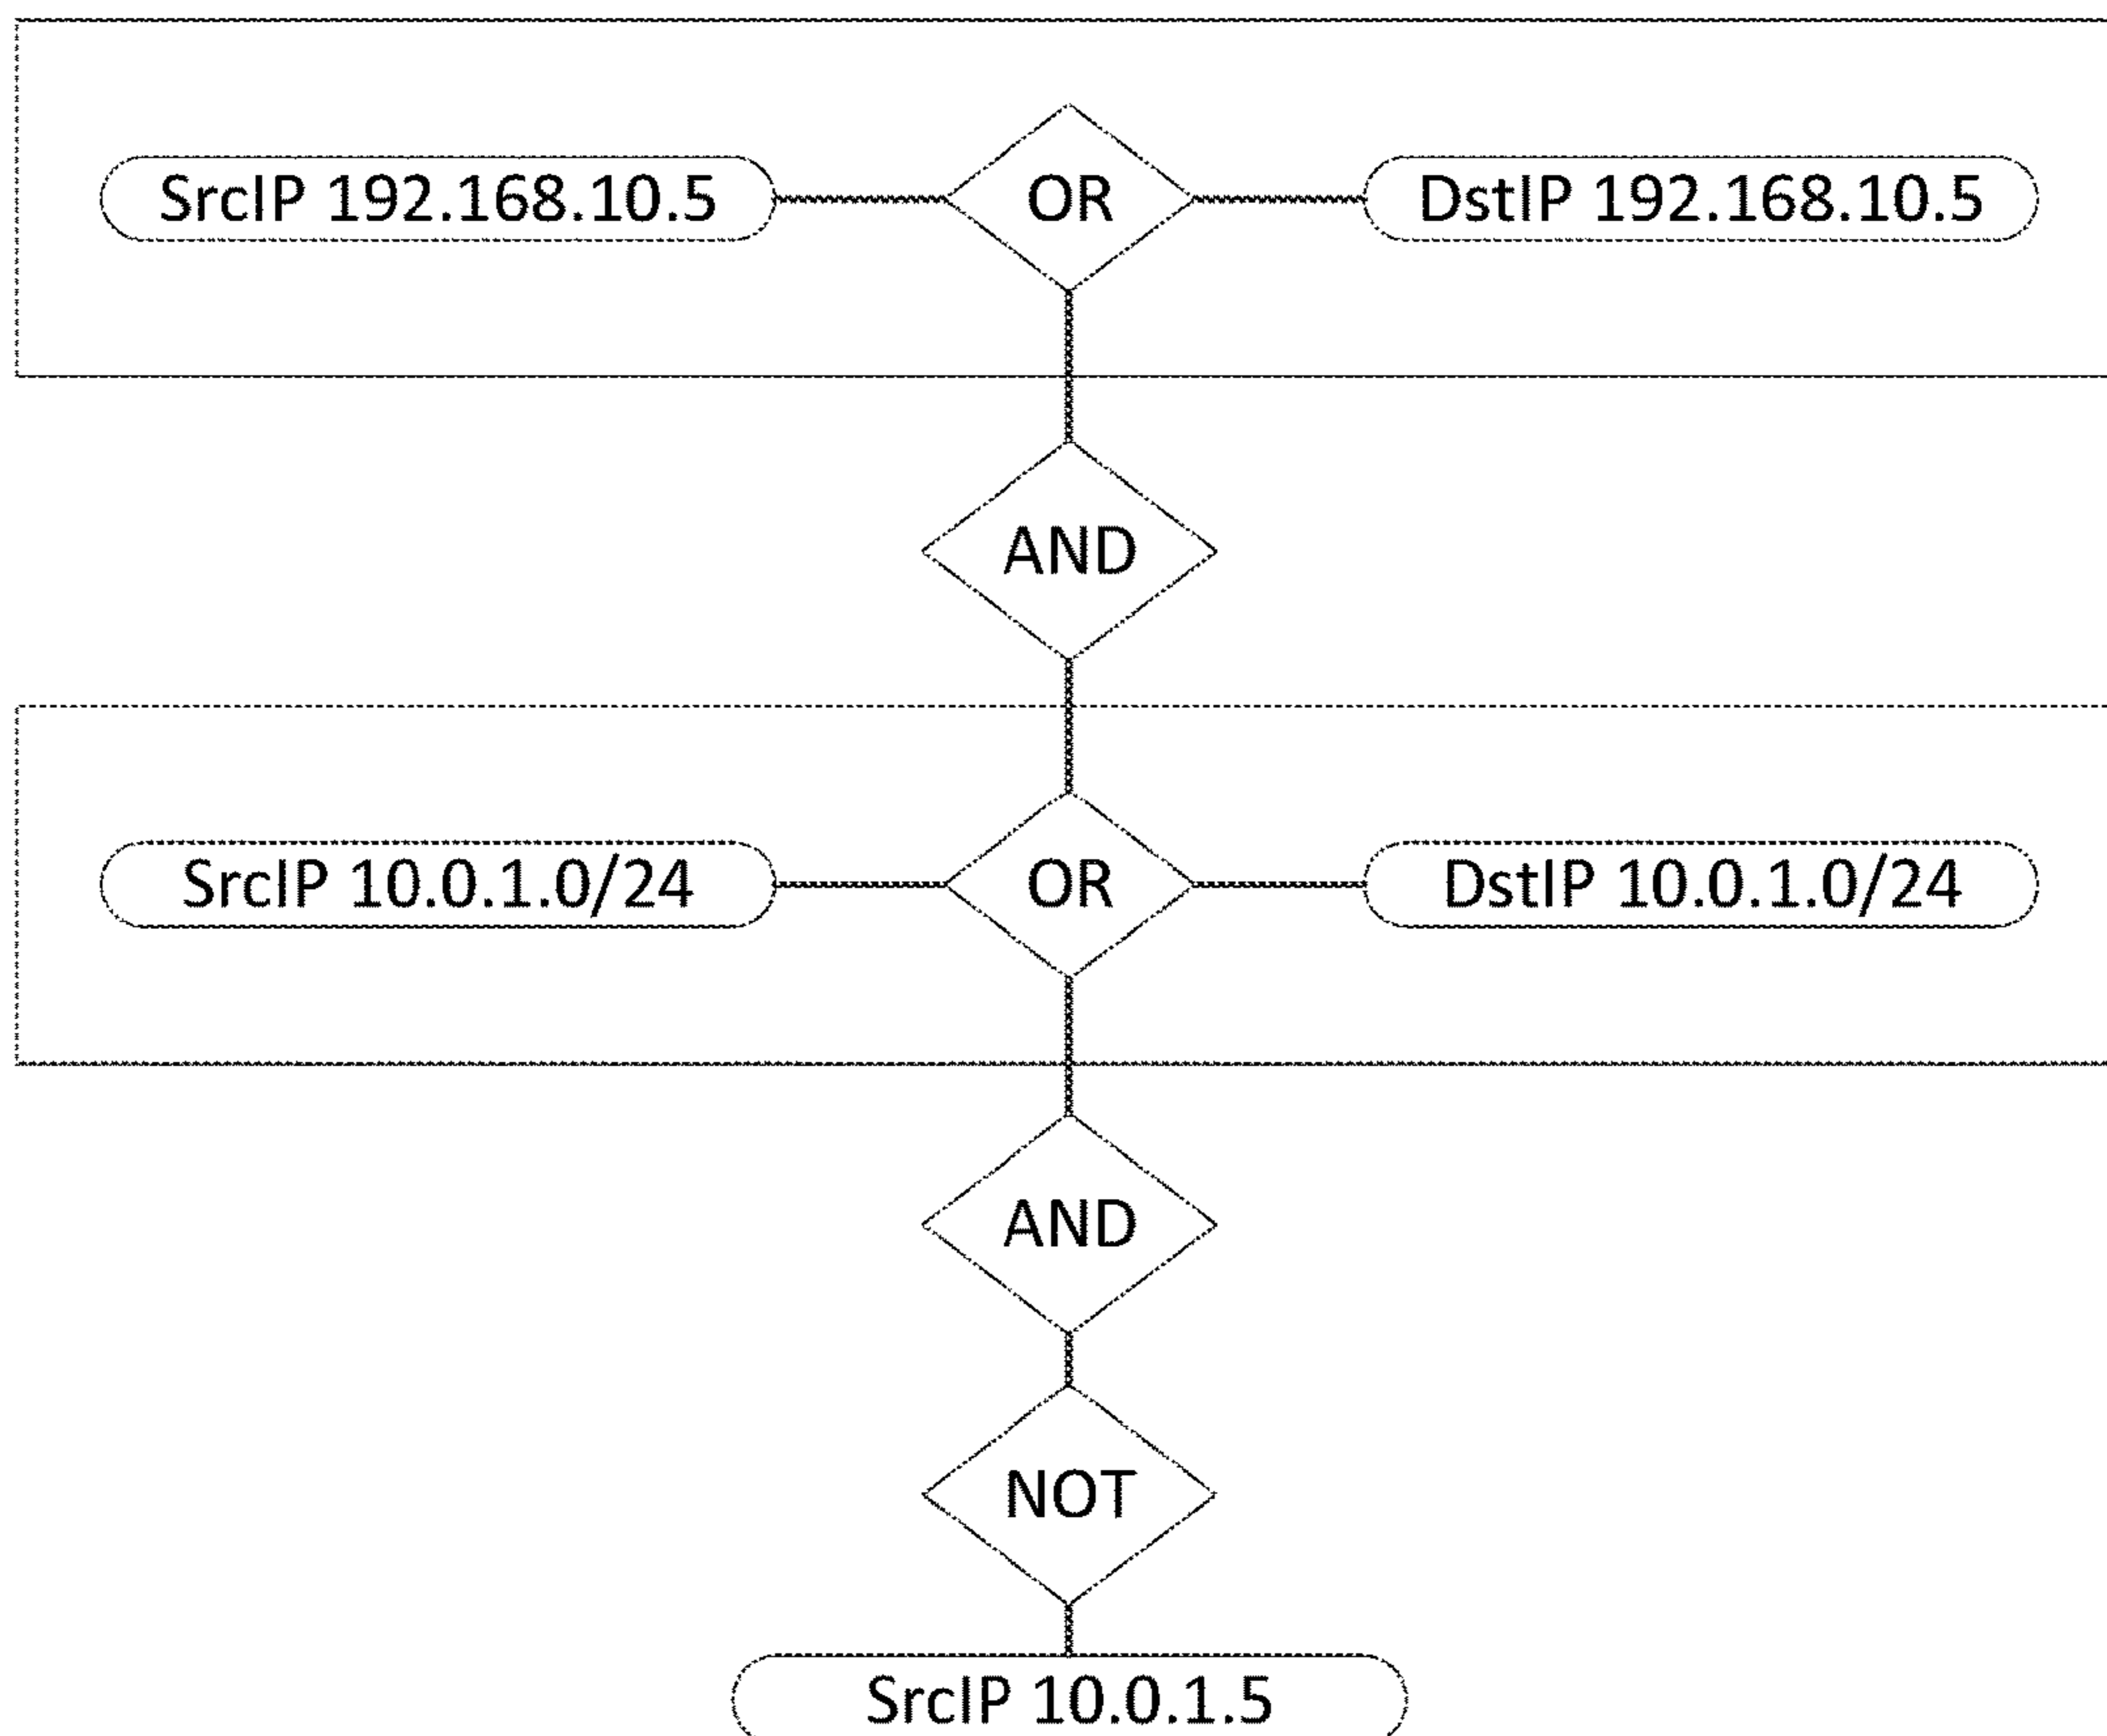 SrcIP 192.168.10.5 OR DstIP 192.168.10.5
AND
SrcIP 10.0.1.0/24 OR DstIP 10.0.1.0/24
AND
NOT
SrcIP 10.0.1.5